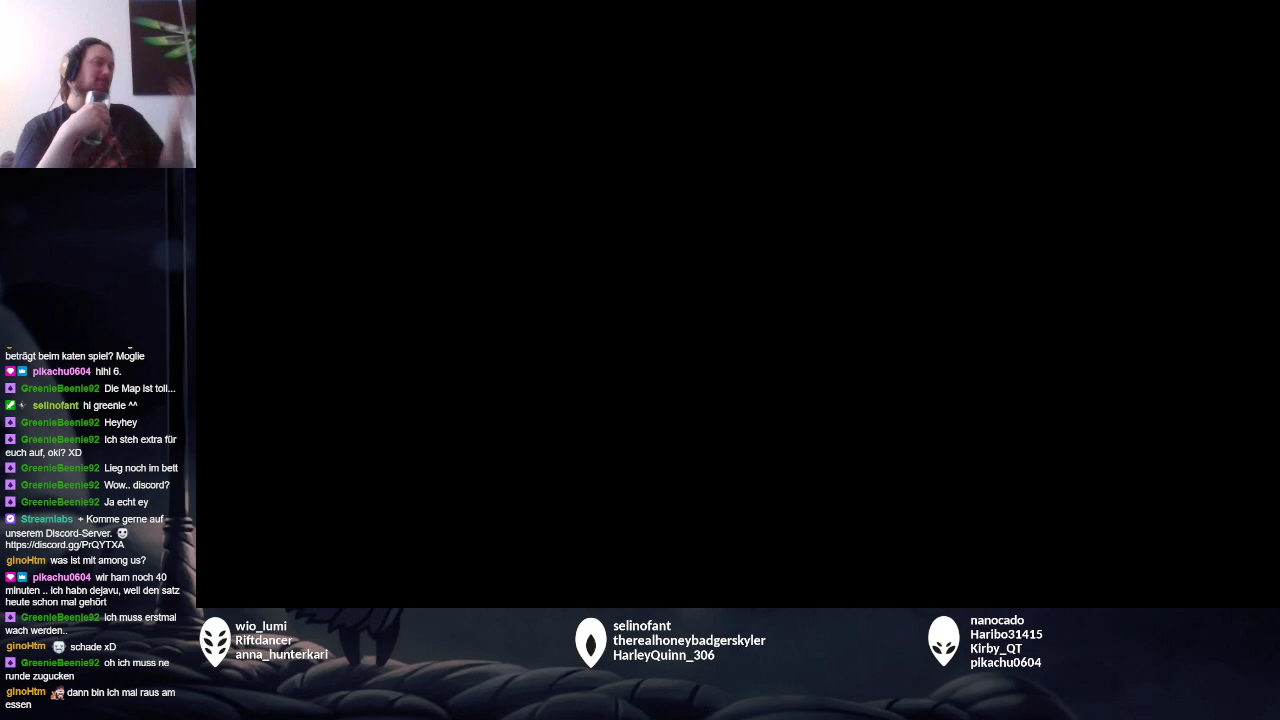 beträgt beim katen spiel? Moglie
pikachu0604 hihi 6.
GreenieBeenie92 Die Map ist toll...
selinofant hi greenie ^^
GreenieBeenie92 Heyhey
GreenieBeenie92 Ich steh extra für
euch auf, oki? XD
GreenieBeenie92 Lieg noch im bett
GreenieBeenie92 Wow.. discord?
GreenieBeenie92 Ja echt ey
Streamlabs + Komme gerne auf
unserem Discord-Server.
https://discord.gg/PrQYTXA
ginoHtm was ist mit among us?
pikachu0604 wir ham noch 40
minuten .. ich habn dejavu, weil den satz
heute schon mal gehört
GreenieBeenie92 Ich muss erstmal
wach werden..
ginoHtm schade xD
GreenieBeenie92 oh ich muss ne
runde zugucken
ginoHtm dann bin ich mal raus am
essen
wio_lumi
Riftdancer
anna_hunterkari
selinofant
therealhoneybadgerskyler
HarleyQuinn_306
nanocado
Haribo31415
Kirby_QT
pikachu0604